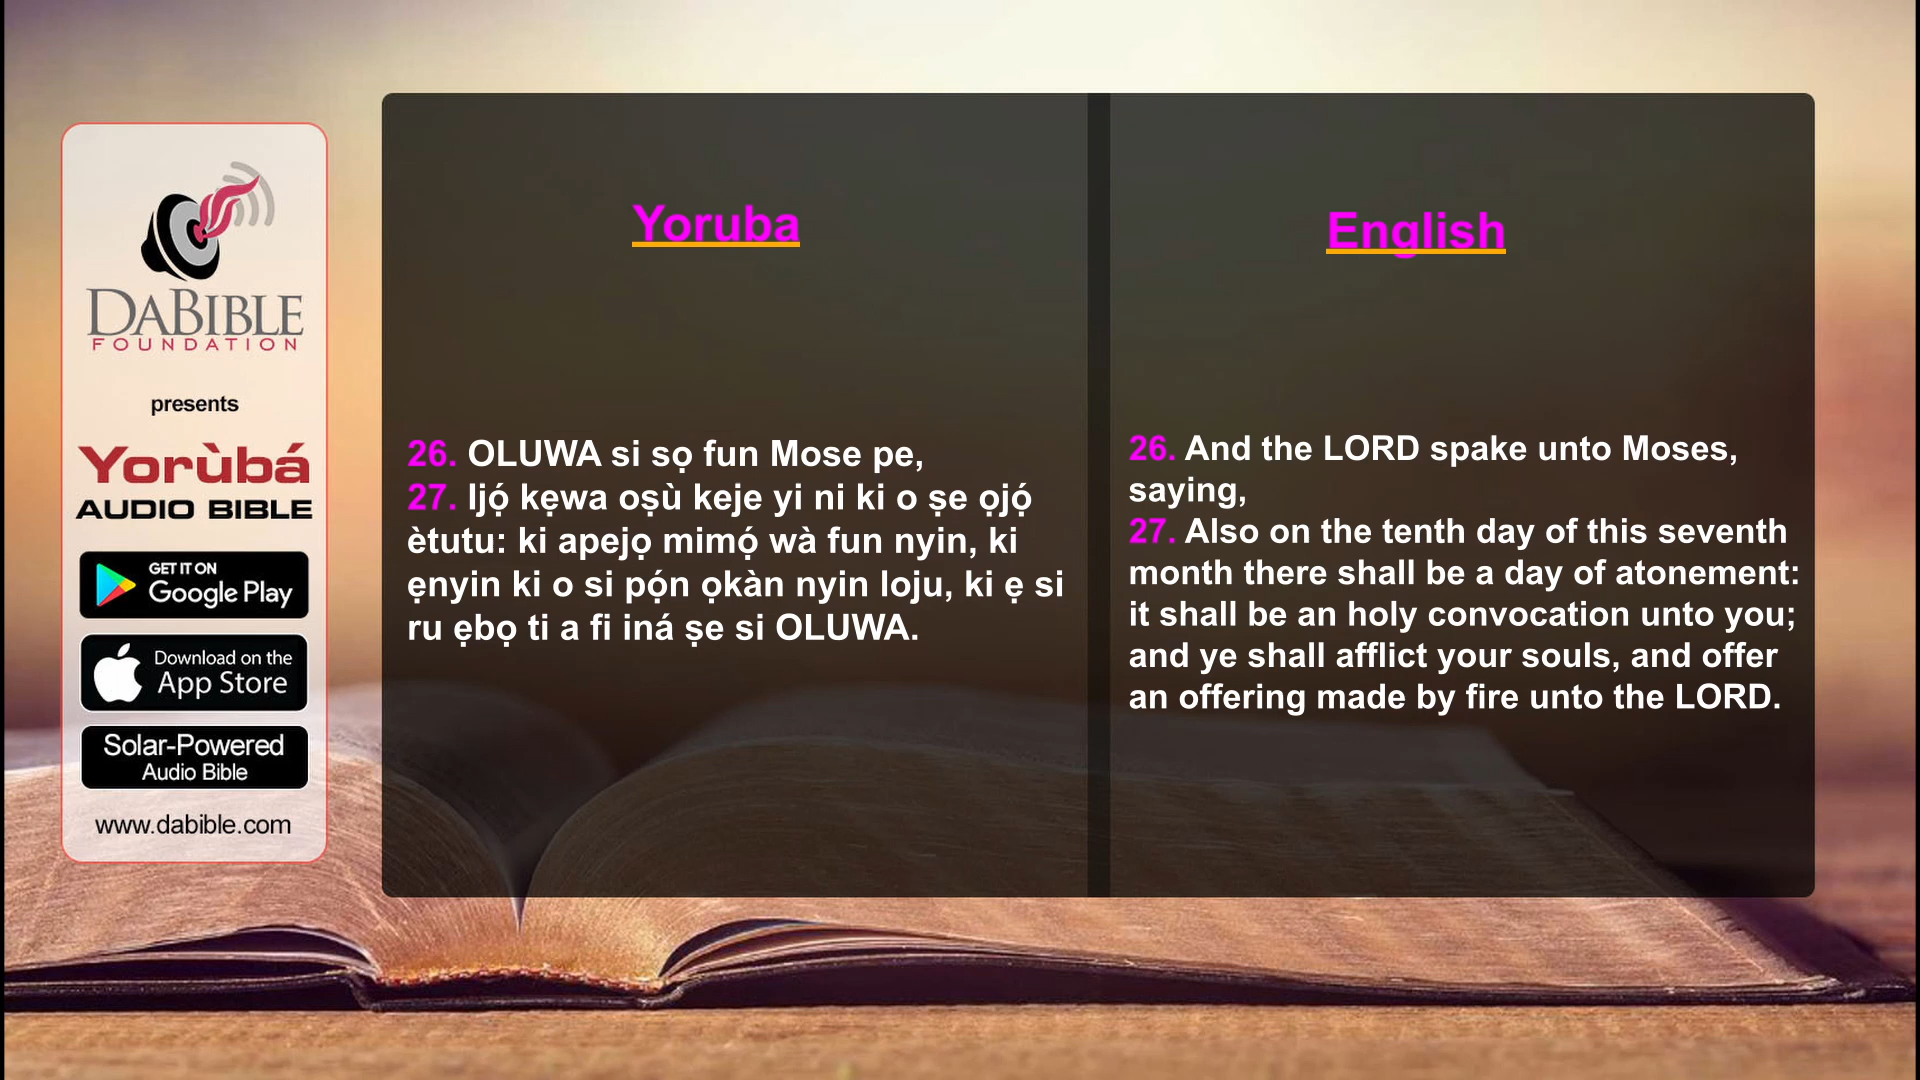 DABIBLE
FOUNDATION
presents
Yorùbá
AUDIO BIBLE
GET IT ON
Google Play
Download on the
App Store
Solar-Powered
Audio Bible
www.dabible.com
Yoruba
26. OLUWA si sọ fun Mose pe,
27. Ijọ́ kẹwa oṣù keje yi ni ki o ṣe ọjọ́
ètutu: ki apejọ mimọ́ wà fun nyin, ki
ẹnyin ki o si pọ́n ọkàn nyin loju, ki ẹ si
ru ẹbọ ti a fi iná ṣe si OLUWA.
English
26. And the LORD spake unto Moses,
saying,
27. Also on the tenth day of this seventh
month there shall be a day of atonement:
it shall be an holy convocation unto you;
and ye shall afflict your souls, and offer
an offering made by fire unto the LORD.